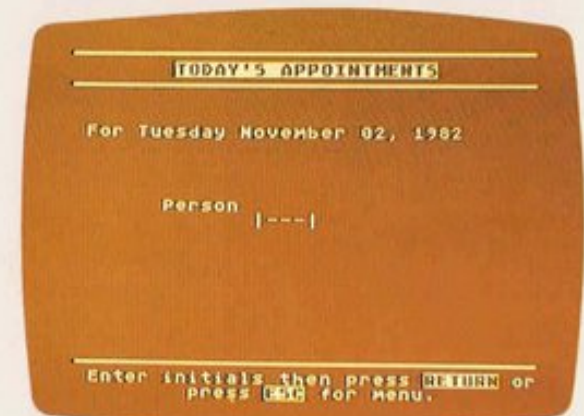 TODAY'S APPOINTMENTS
For Tuesday November 02, 1982
Person |---|
Enter initials then press RETURN or
press ESC for menu.